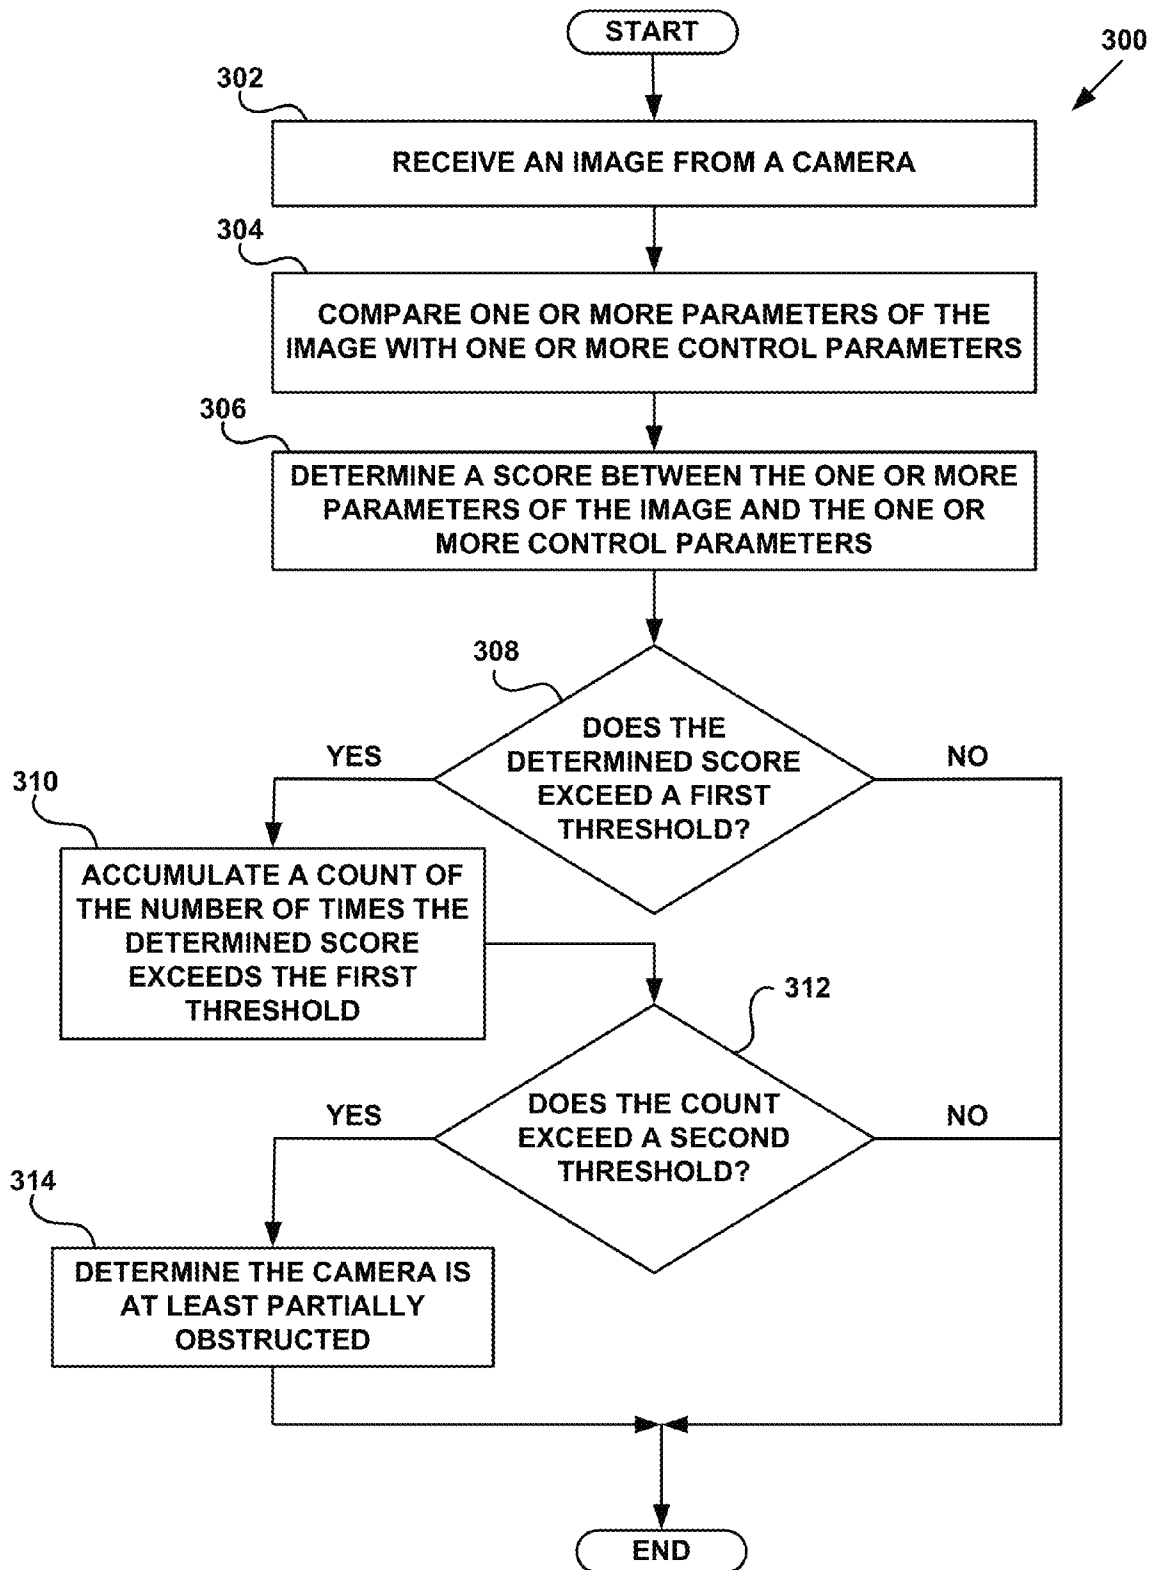 START
300
302
RECEIVE AN IMAGE FROM A CAMERA
304
COMPARE ONE OR MORE PARAMETERS OF THE
IMAGE WITH ONE OR MORE CONTROL PARAMETERS
306
DETERMINE A SCORE BETWEEN THE ONE OR MORE
PARAMETERS OF THE IMAGE AND THE ONE OR
MORE CONTROL PARAMETERS
308
DOES THE
DETERMINED SCORE
EXCEED A FIRST
THRESHOLD?
YES
NO
310
ACCUMULATE A COUNT OF
THE NUMBER OF TIMES THE
DETERMINED SCORE
EXCEEDS THE FIRST
THRESHOLD
312
DOES THE COUNT
EXCEED A SECOND
THRESHOLD?
YES
NO
314
DETERMINE THE CAMERA IS
AT LEAST PARTIALLY
OBSTRUCTED
END